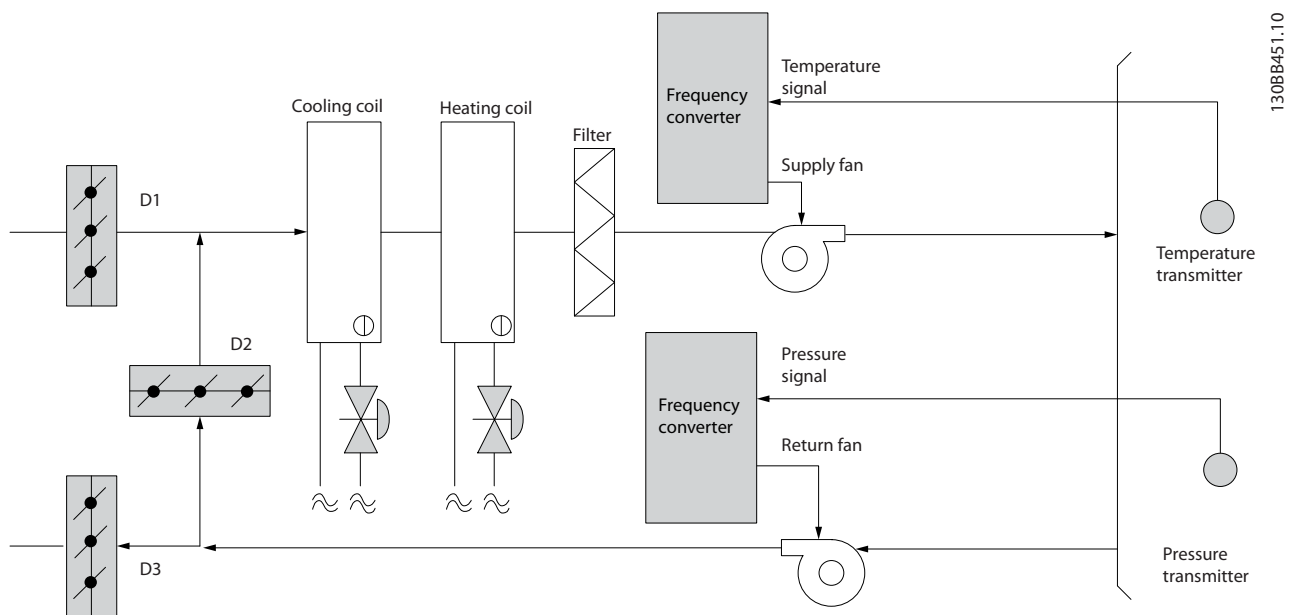 130BB451.10
Temperature
signal
Frequency
converter
Cooling coil
Heating coil
Filter
Supply fan
D1
Temperature
transmitter
D2
Pressure
signal
Frequency
converter
Return fan
D3
Pressure
transmitter